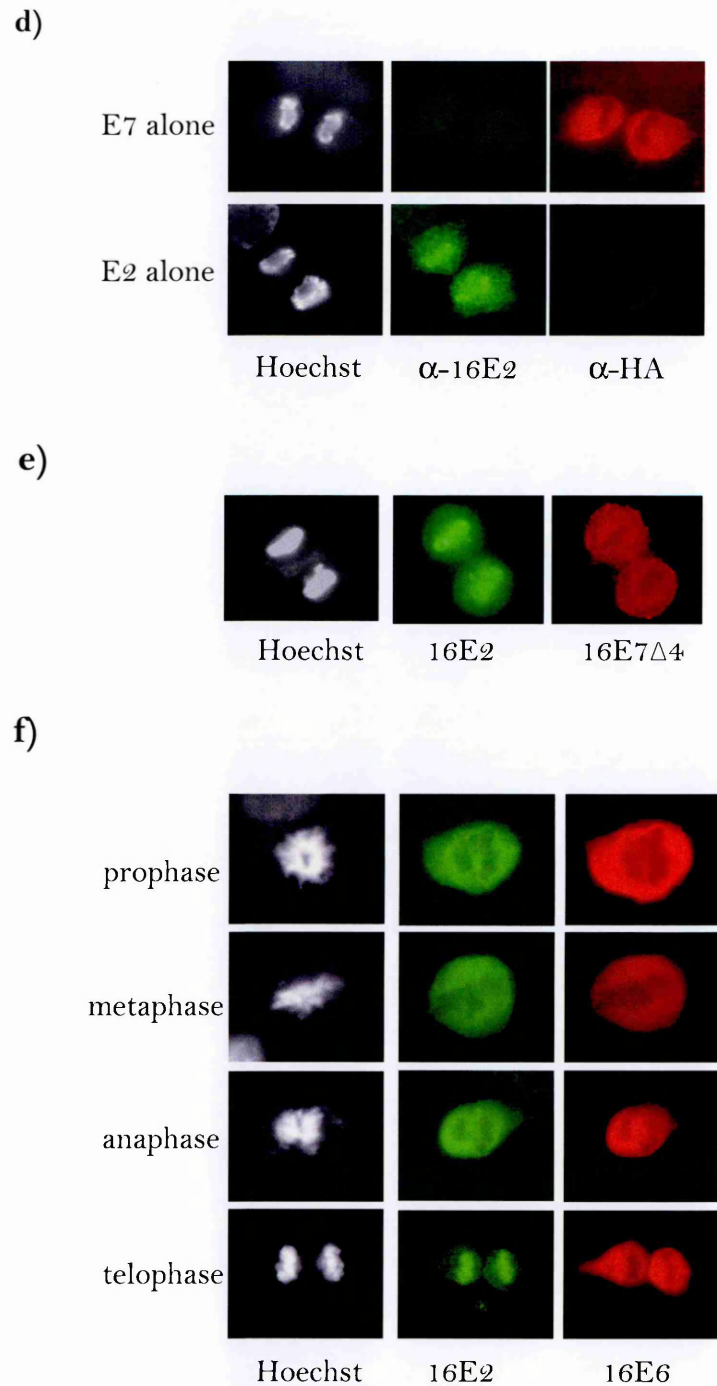 d)
E7 alone
E2 alone
Hoechst α-16E2 α-HA
e)
Hoechst 16E2 16E7Δ4
f)
prophase
metaphase
anaphase
telophase
Hoechst 16E2 16E6